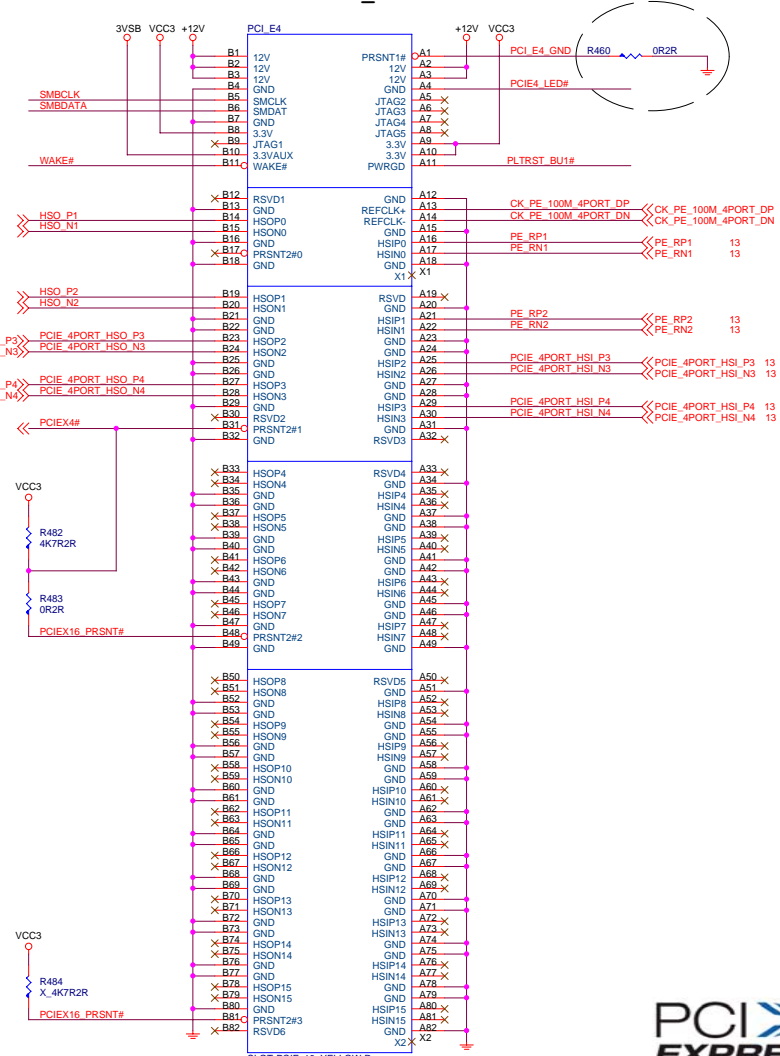 3VSB VCC3 +12V PCI_E4 +12V VCC3
B1 12V PRSNT1# A1 PCI_E4_GND R460 0R2R
B2 12V 12V A2
B3 12V 12V A3
B4 GND GND A4 PCIE4_LED#
SMBCLK B5 SMCLK JTAG2 A5
SMBDATA B6 SMDAT JTAG3 A6
B7 GND JTAG4 A7
B8 3.3V JTAG5 A8
B9 JTAG1 3.3V A9
B10 3.3VAUX 3.3V A10
WAKE# B11 WAKE# PWRGD A11 PLTRST_BU1#
B12 RSVD1 GND A12
B13 GND REFCLK+ A13 CK_PE_100M_4PORT_DP CK_PE_100M_4PORT_DP
HSO_P1 B14 HSOP0 REFCLK- A14 CK_PE_100M_4PORT_DN CK_PE_100M_4PORT_DN
HSO_N1 B15 HSON0 GND A15
B16 GND HSIP0 A16 PE_RP1 PE_RP1 13
B17 PRSNT2#0 HSIN0 A17 PE_RN1 PE_RN1 13
B18 GND GND A18
X1 X1
HSO_P2 B19 HSOP1 RSVD A19
HSO_N2 B20 HSON1 GND A20
B21 GND HSIP1 A21 PE_RP2 PE_RP2 13
B22 GND HSIN1 A22 PE_RN2 PE_RN2 13
_P3 PCIE_4PORT_HSO_P3 B23 HSOP2 GND A23
_N3 PCIE_4PORT_HSO_N3 B24 HSON2 GND A24
B25 GND HSIP2 A25 PCIE_4PORT_HSI_P3 PCIE_4PORT_HSI_P3 13
B26 GND HSIN2 A26 PCIE_4PORT_HSI_N3 PCIE_4PORT_HSI_N3 13
_P4 PCIE_4PORT_HSO_P4 B27 HSOP3 GND A27
_N4 PCIE_4PORT_HSO_N4 B28 HSON3 GND A28
B29 GND HSIP3 A29 PCIE_4PORT_HSI_P4 PCIE_4PORT_HSI_P4 13
B30 RSVD2 HSIN3 A30 PCIE_4PORT_HSI_N4 PCIE_4PORT_HSI_N4 13
PCIEX4# B31 PRSNT2#1 GND A31
B32 GND RSVD3 A32
B33 HSOP4 RSVD4 A33
B34 HSON4 GND A34
VCC3 B35 GND HSIP4 A35
B36 GND HSIN4 A36
B37 HSOP5 GND A37
B38 HSON5 GND A38
R482 B39 GND HSIP5 A39
4K7R2R B40 GND HSIN5 A40
B41 HSOP6 GND A41
B42 HSON6 GND A42
B43 GND HSIP6 A43
B44 GND HSIN6 A44
R483 B45 HSOP7 GND A45
0R2R B46 HSON7 GND A46
B47 GND HSIP7 A47
PCIEX16_PRSNT# B48 PRSNT2#2 HSIN7 A48
B49 GND GND A49
B50 HSOP8 RSVD5 A50
B51 HSON8 GND A51
B52 GND HSIP8 A52
B53 GND HSIN8 A53
B54 HSOP9 GND A54
B55 HSON9 GND A55
B56 GND HSIP9 A56
B57 GND HSIN9 A57
B58 HSOP10 GND A58
B59 HSON10 GND A59
B60 GND HSIP10 A60
B61 GND HSIN10 A61
B62 HSOP11 GND A62
B63 HSON11 GND A63
B64 GND HSIP11 A64
B65 GND HSIN11 A65
B66 HSOP12 GND A66
B67 HSON12 GND A67
B68 GND HSIP12 A68
B69 GND HSIN12 A69
B70 HSOP13 GND A70
B71 HSON13 GND A71
B72 GND HSIP13 A72
B73 GND HSIN13 A73
VCC3 B74 HSOP14 GND A74
B75 HSON14 GND A75
B76 GND HSIP14 A76
B77 GND HSIN14 A77
R484 B78 HSOP15 GND A78
X_4K7R2R B79 HSON15 GND A79
B80 GND HSIP15 A80
PCIEX16_PRSNT# B81 PRSNT2#3 HSIN15 A81
B82 RSVD6 GND A82
X2 X2
PCI